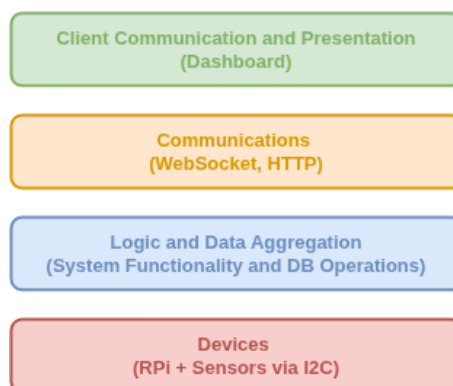 Client Communication and Presentation
(Dashboard)
Communications
(WebSocket, HTTP)
Logic and Data Aggregation
(System Functionality and DB Operations)
Devices
(RPi + Sensors via I2C)